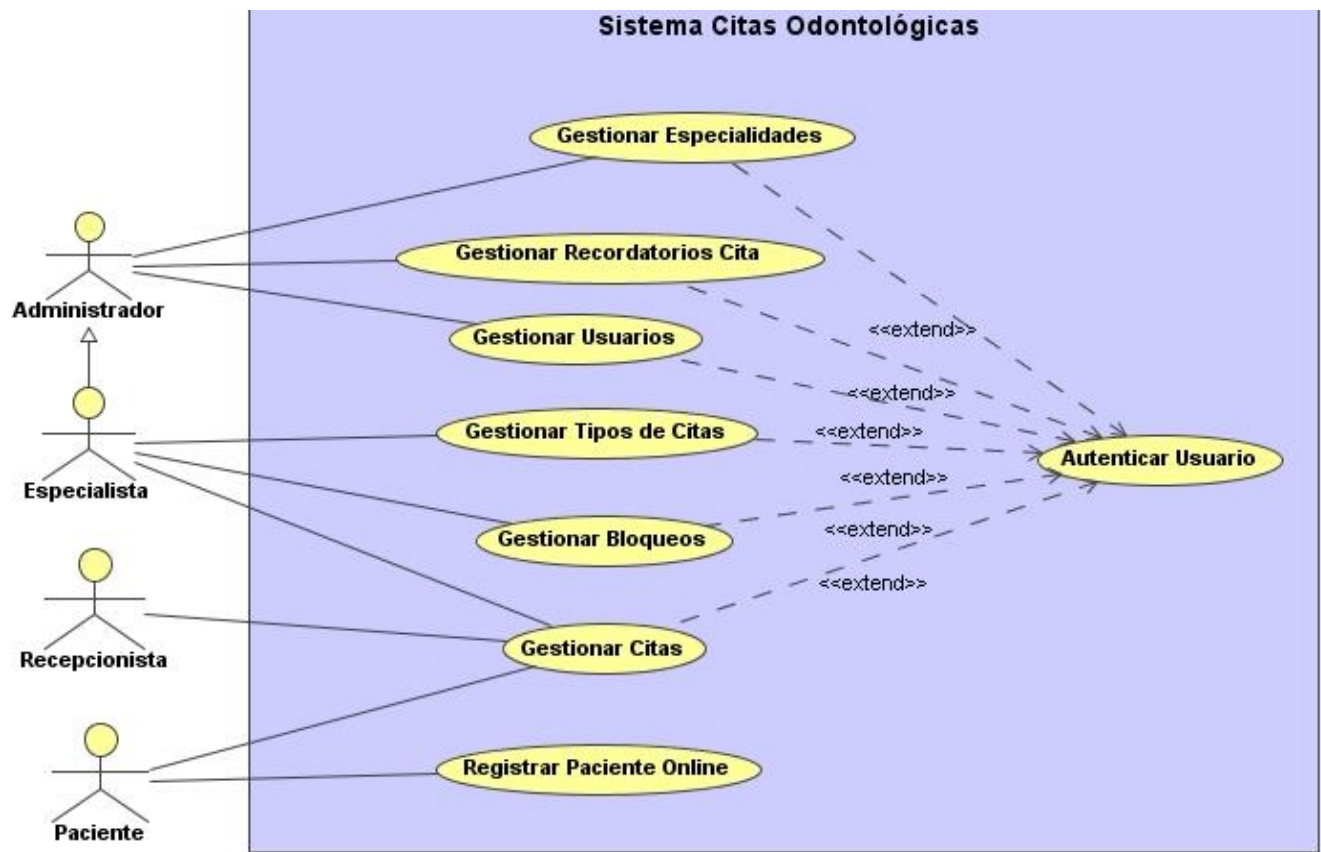 Sistema Citas Odontológicas
Gestionar Especialidades
Gestionar Recordatorios Cita
Administrador
<<extend>>
Gestionar Usuarios
<<extend>>
Gestionar Tipos de Citas
<<extend>>
Autenticar Usuario
Especialista
<<extend>>
Gestionar Bloqueos
<<extend>>
<<extend>>
Recepcionista
Gestionar Citas
Registrar Paciente Online
Paciente